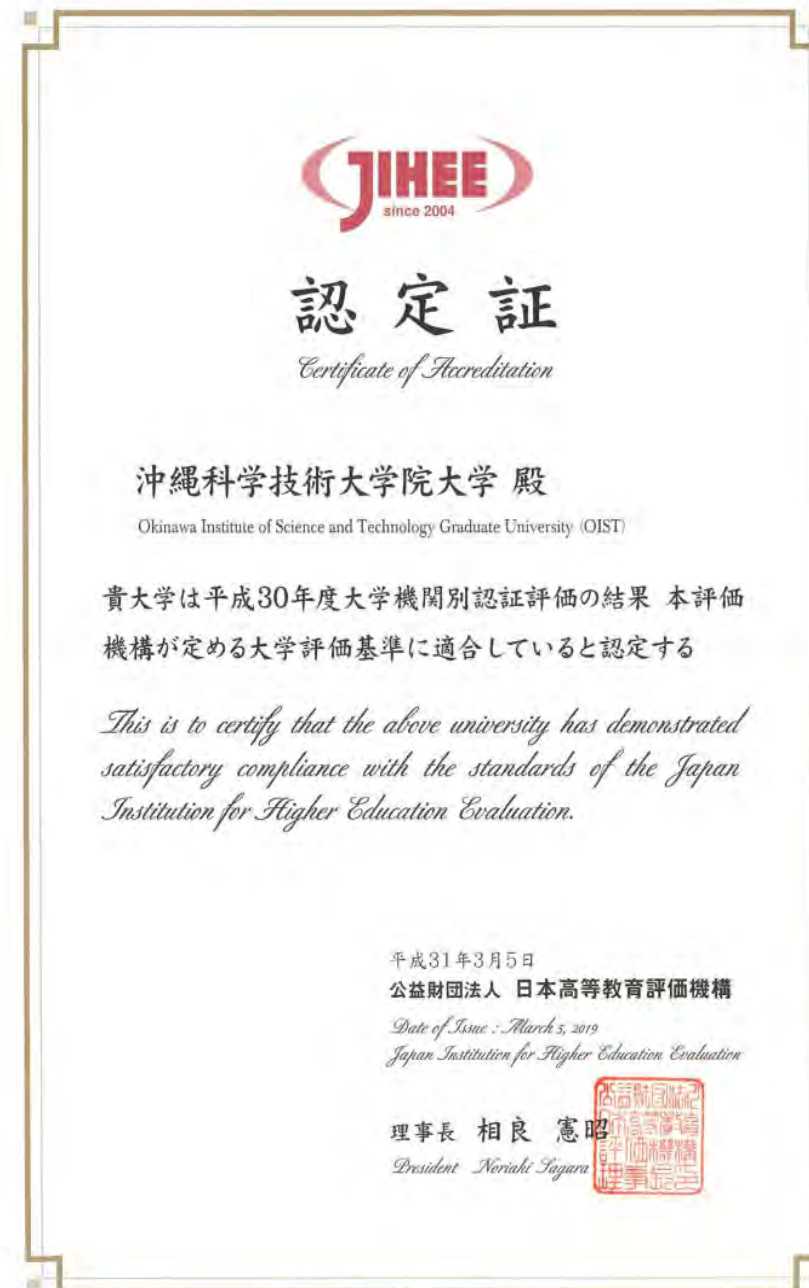 JIHEE
since 2004
認定証
Certificate of Accreditation
沖縄科学技術大学院大学 殿
Okinawa Institute of Science and Technology Graduate University (OIST)
貴大学は平成30年度大学機関別認証評価の結果 本評価
機構が定める大学評価基準に適合していると認定する
This is to certify that the above university has demonstrated
satisfactory compliance with the standards of the Japan
Institution for Higher Education Evaluation.
平成31年3月5日
公益財団法人 日本高等教育評価機構
Date of Issue : March 5, 2019
Japan Institution for Higher Education Evaluation
理事長 相良 憲昭
President Noriaki Sagara